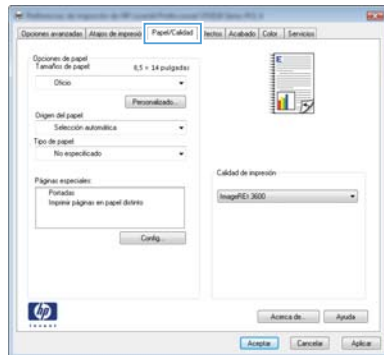 Opciones avanzadas
Atajos de impresión
Papel/Calidad
Efectos
Acabado
Color
Servicios
Opciones de papel
Tamaños de papel:
8,5 × 14 pulgadas
Oficio
Personalizado...
Origen del papel:
Selección automática
Tipo de papel:
No especificado
Páginas especiales:
Portadas
Imprimir páginas en papel distinto
Config...
Calidad de impresión
ImageREt 3600
E
hp
invent
Acerca de...
Ayuda
Aceptar
Cancelar
Aplicar